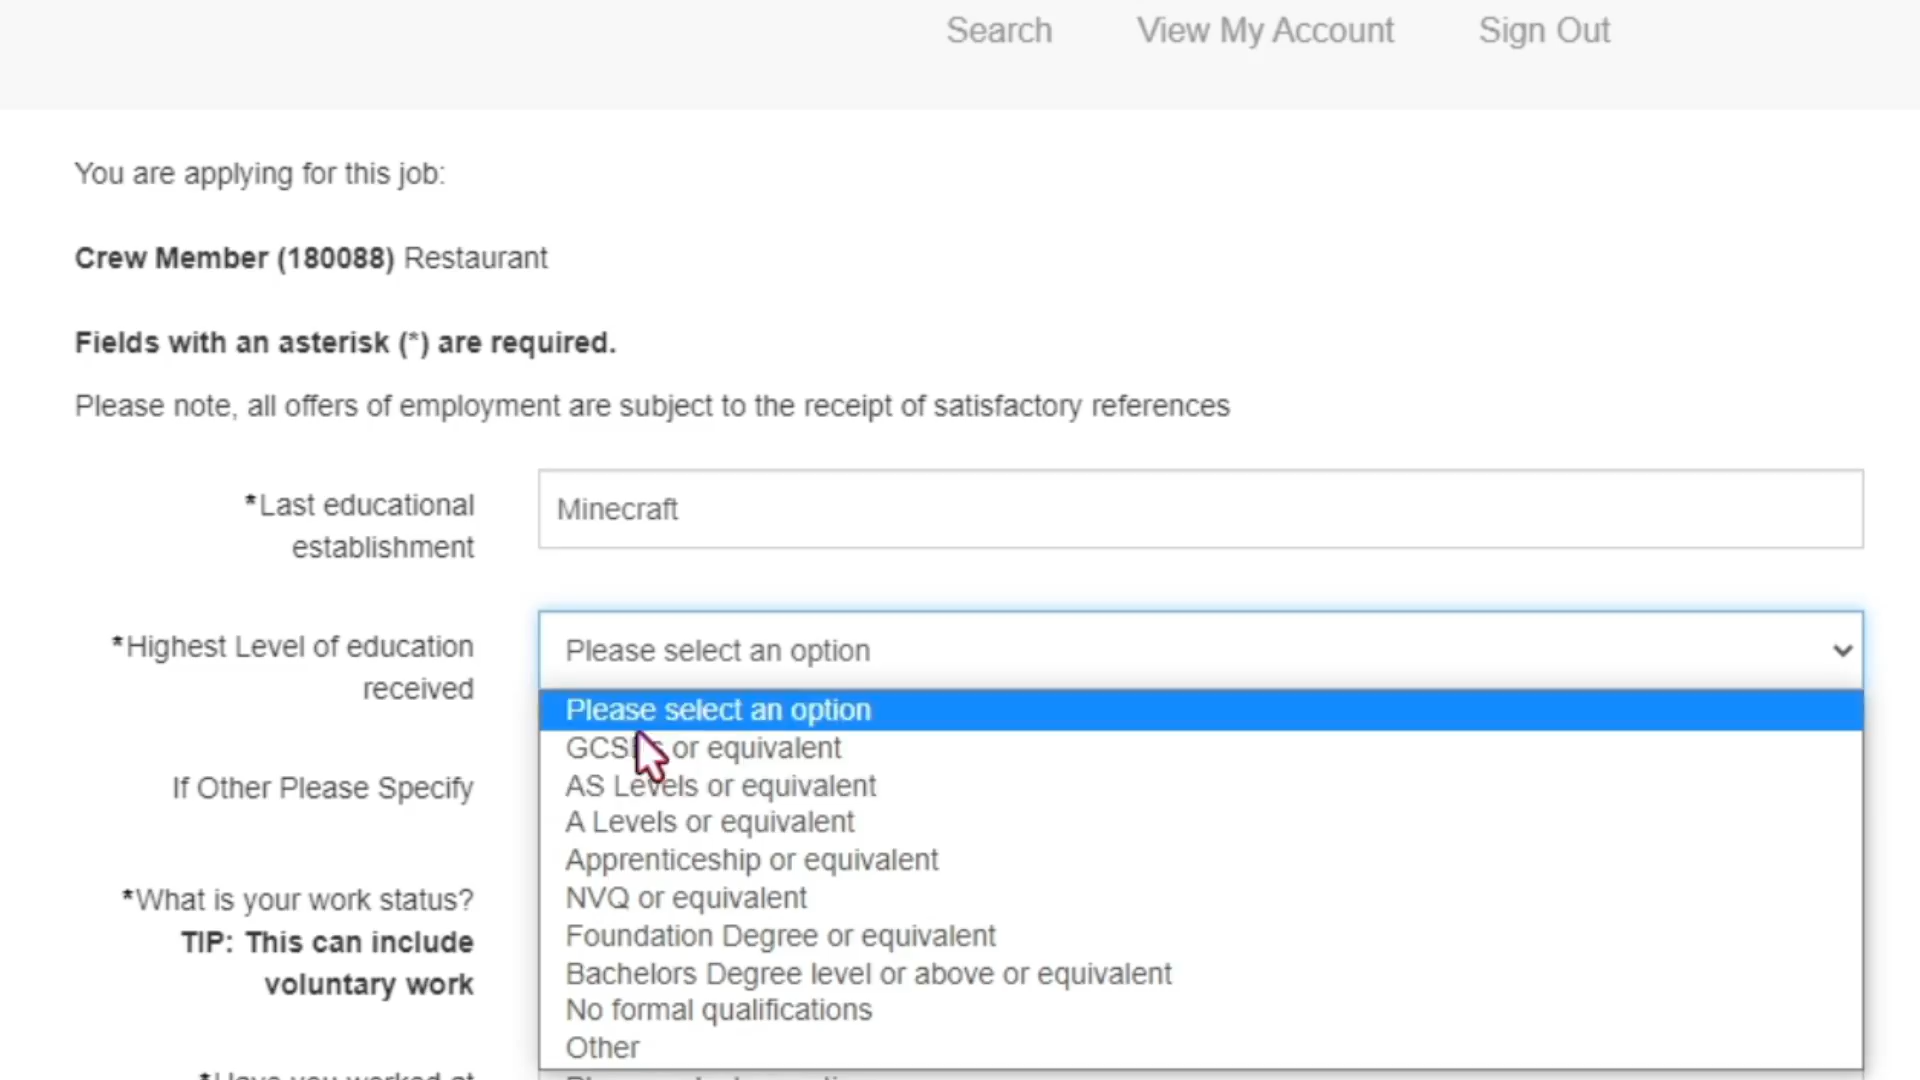 Search View My Account Sign Out
You are applying for this job:
Crew Member (180088) Restaurant
Fields with an asterisk (*) are required.
Please note, all offers of employment are subject to the receipt of satisfactory references
*Last educational
establishment
Minecraft
*Highest Level of education
received
Please select an option
Please select an option
GCSEs or equivalent
AS Levels or equivalent
A Levels or equivalent
Apprenticeship or equivalent
NVQ or equivalent
Foundation Degree or equivalent
Bachelors Degree level or above or equivalent
No formal qualifications
Other
If Other Please Specify
*What is your work status?
TIP: This can include
voluntary work
*Have you worked at